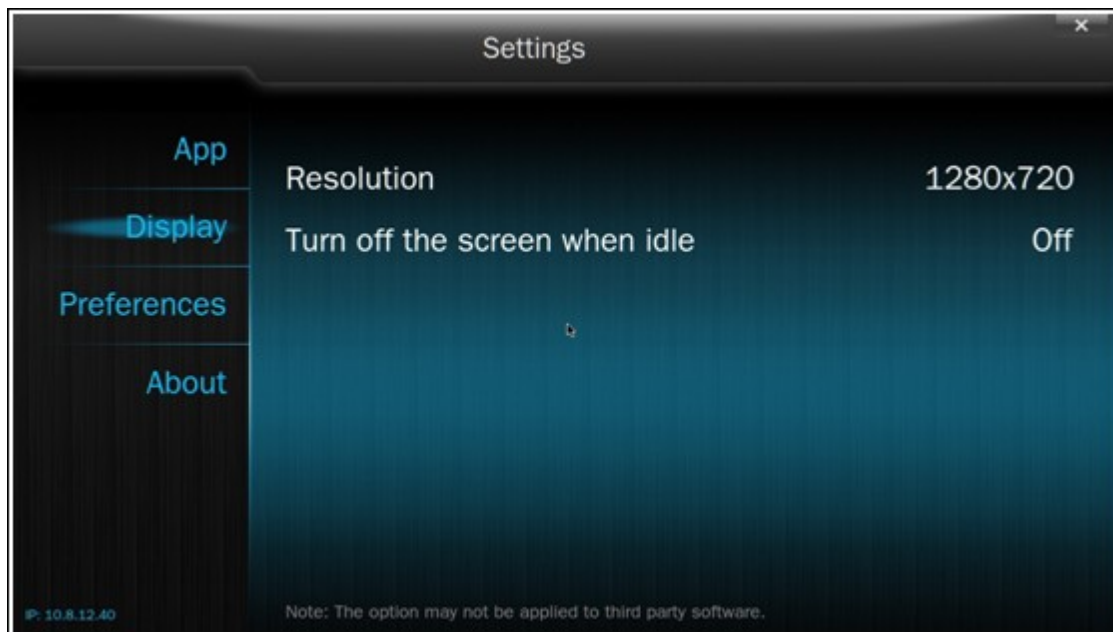 Settings
×
App
Display
Preferences
About
Resolution 1280x720
Turn off the screen when idle Off
IP: 10.8.12.40
Note: The option may not be applied to third party software.